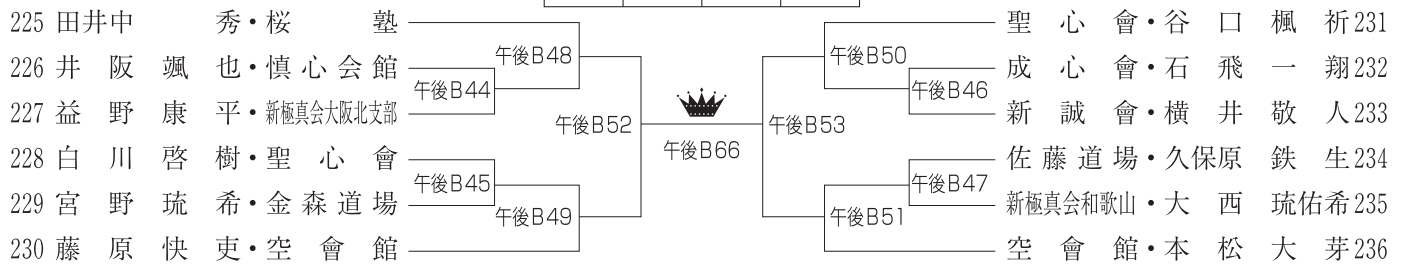 225 田井中 秀・桜塾
226 井阪颯也・慎心会館
227 益野康平・新極真会大阪北支部
228 白川啓樹・聖心會
229 宮野琉希・金森道場
230 藤原快吏・空會館
午後B48
午後B44
午後B52
午後B45
午後B49
午後B66
午後B50
午後B46
午後B53
午後B47
午後B51
聖心會・谷口楓祈 231
成心會・石飛一翔 232
新誠會・横井敬人 233
佐藤道場・久保原鉄生 234
新極真会和歌山・大西琉佑希 235
空會館・本松大芽 236